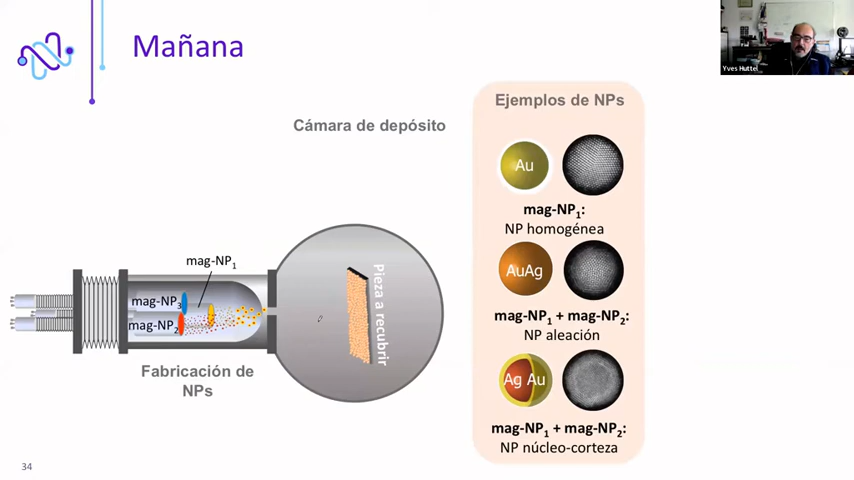 Mañana
Yves Huttel
Cámara de depósito
Ejemplos de NPs
Au
mag-NP₁:
NP homogénea
AuAg
mag-NP₁ + mag-NP₂:
NP aleación
Ag Au
mag-NP₁ + mag-NP₂:
NP núcleo-corteza
mag-NP₁
mag-NP₃
mag-NP₂
Pieza a recubrir
Fabricación de
NPs
34